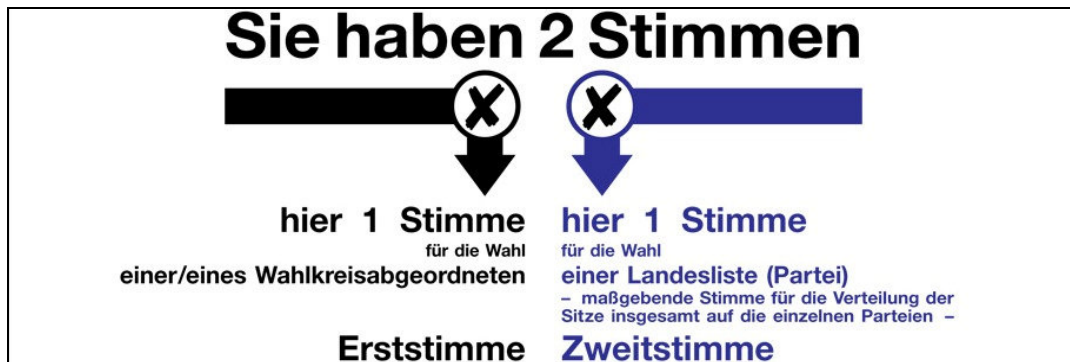 Sie haben 2 Stimmen
hier 1 Stimme
für die Wahl
einer/eines Wahlkreisabgeordneten
Erststimme
hier 1 Stimme
für die Wahl
einer Landesliste (Partei)
– maßgebende Stimme für die Verteilung der
Sitze insgesamt auf die einzelnen Parteien –
Zweitstimme